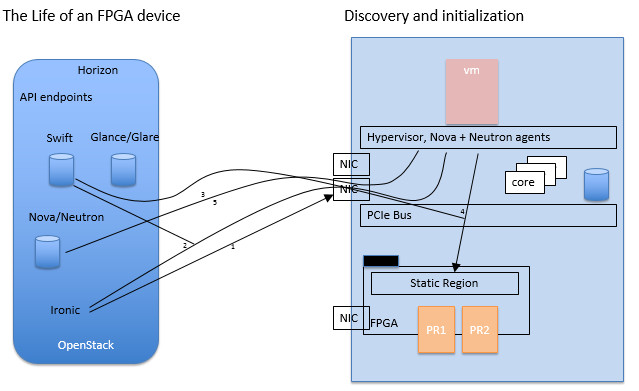 The Life of an FPGA device
Discovery and initialization
Horizon
API endpoints
Swift
Glance/Glare
Nova/Neutron
Ironic
OpenStack
3
5
2
1
vm
Hypervisor, Nova + Neutron agents
NIC
NIC
core
4
PCIe Bus
Static Region
NIC
FPGA
PR1
PR2